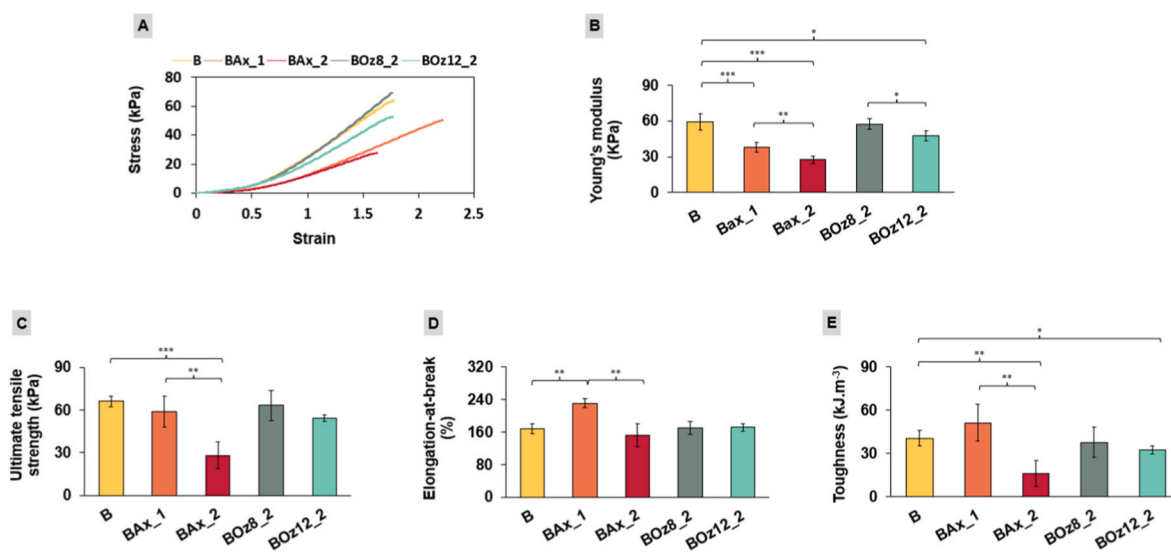 A
B BAx_1 BAx_2 BOz8_2 BOz12_2
80
60
40
20
0
Stress (kPa)
0 0.5 1 1.5 2 2.5
Strain
B
*
***
***
*
**
90
60
30
0
Young's modulus
(KPa)
B Bax_1 Bax_2 BOz8_2 BOz12_2
C
***
**
90
60
30
0
Ultimate tensile
strength (kPa)
B BAx_1 BAx_2 BOz8_2 BOz12_2
D
** **
320
240
160
80
0
Elongation-at-break
(%)
B BAx_1 BAx_2 BOz8_2 BOz12_2
E
*
**
**
90
60
30
0
Toughness (kJ.m-3)
B BAx_1 BAx_2 BOz8_2 BOz12_2